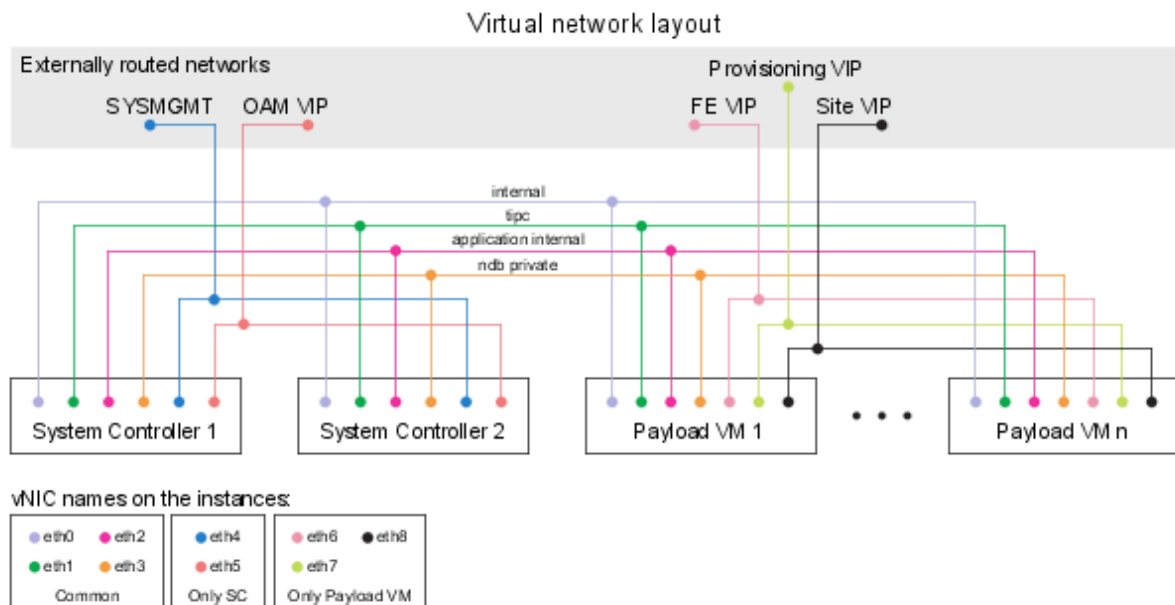 Virtual network layout
Externally routed networks
Provisioning VIP
SYSMGMT
OAM VIP
FE VIP
Site VIP
internal
tipc
application internal
ndb private
System Controller 1
System Controller 2
Payload VM 1
Payload VM n
vNIC names on the instances:
eth0 eth2
eth1 eth3
Common
eth4
eth5
Only SC
eth6 eth8
eth7
Only Payload VM